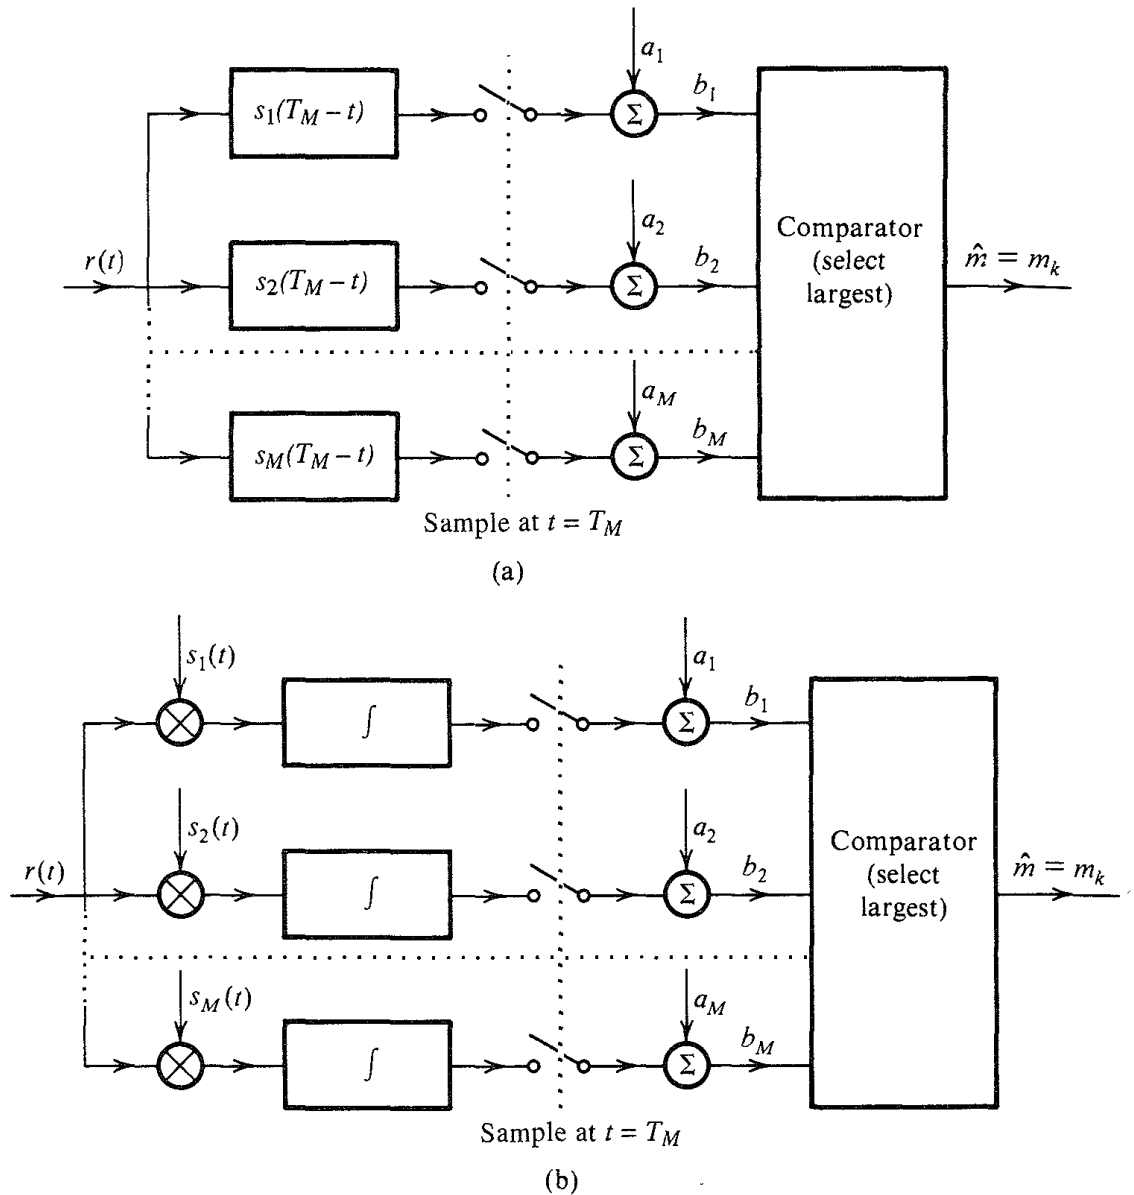 a₁
s₁(T_M − t)
Σ
b₁
a₂
r(t)
s₂(T_M − t)
Σ
b₂
Comparator
(select
largest)
m̂ = m_k
a_M
s_M(T_M − t)
Σ
b_M
Sample at t = T_M
(a)
s₁(t)
a₁
∫
Σ
b₁
s₂(t)
a₂
r(t)
∫
Σ
b₂
Comparator
(select
largest)
m̂ = m_k
s_M(t)
a_M
∫
Σ
b_M
Sample at t = T_M
(b)